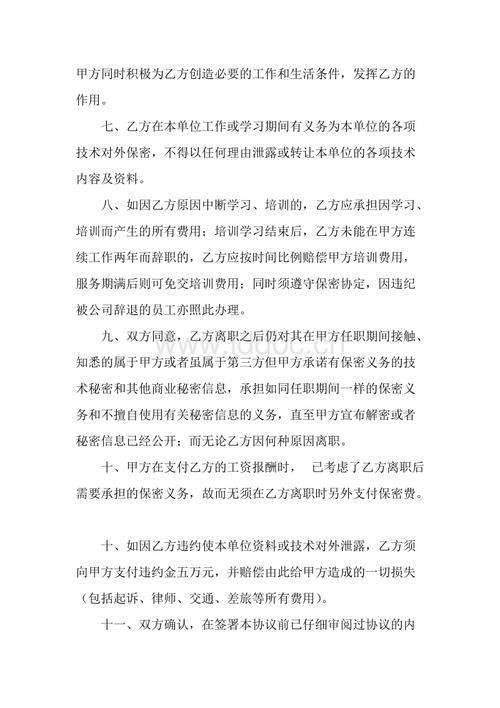 甲方同时积极为乙方创造必要的工作和生活条件，发挥乙方的
作用。
七、乙方在本单位工作或学习期间有义务为本单位的各项
技术对外保密，不得以任何理由泄露或转让本单位的各项技术
内容及资料。
八、如因乙方原因中断学习、培训的，乙方应承担因学习、
培训而产生的所有费用；培训学习结束后，乙方未能在甲方连
续工作两年而辞职的，乙方应按时间比例赔偿甲方培训费用，
服务期满后则可免交培训费用；同时须遵守保密协定，因违纪
被公司辞退的员工亦照此办理。
九、双方同意，乙方离职之后仍对其在甲方任职期间接触、
知悉的属于甲方或者虽属于第三方但甲方承诺有保密义务的技
术秘密和其他商业秘密信息，承担如同任职期间一样的保密义
务和不擅自使用有关秘密信息的义务，直至甲方宣布解密或者
秘密信息已经公开；而无论乙方因何种原因离职。
十、甲方在支付乙方的工资报酬时， 已考虑了乙方离职后
需要承担的保密义务，故而无须在乙方离职时另外支付保密费。
十、如因乙方违约使本单位资料或技术对外泄露，乙方须
向甲方支付违约金五万元，并赔偿由此给甲方造成的一切损失
（包括起诉、律师、交通、差旅等所有费用）。
十一、双方确认，在签署本协议前已仔细审阅过协议的内